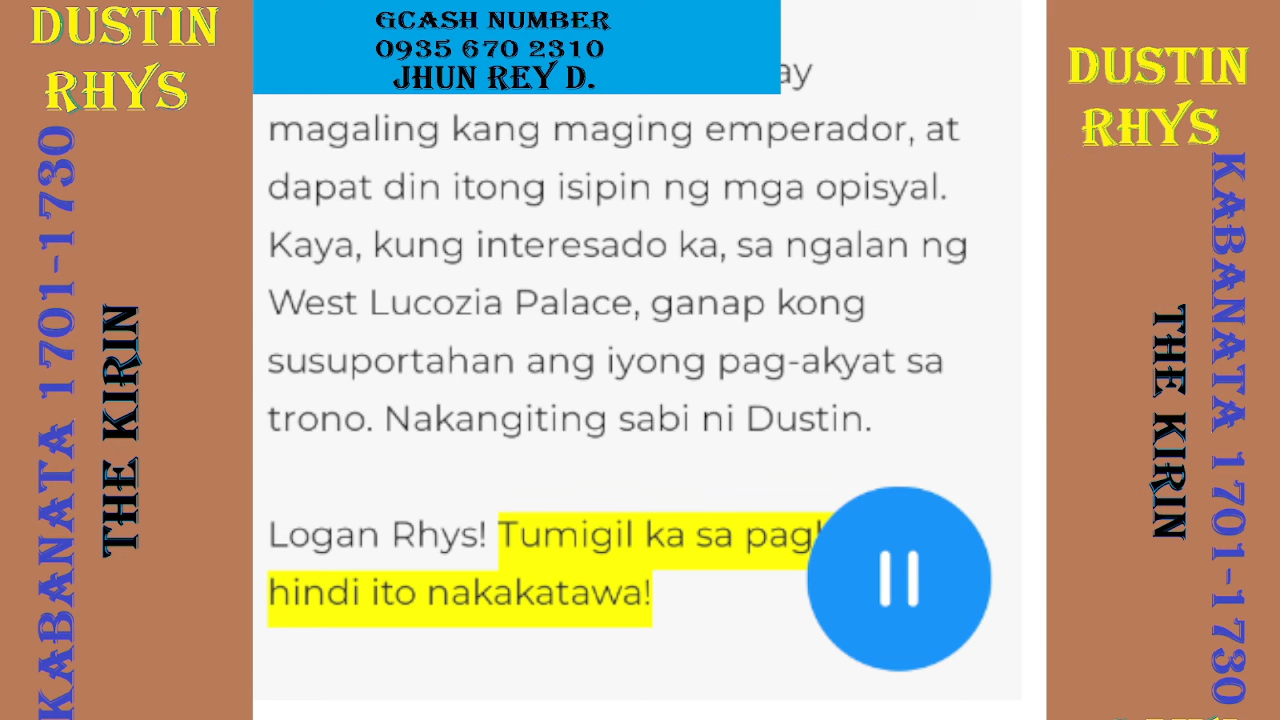 DUSTIN
RHYS
KABANATA 1701-1730
THE KIRIN
GCASH NUMBER
0935 670 2310
JHUN REY D.
magaling kang maging emperador, at
dapat din itong isipin ng mga opisyal.
Kaya, kung interesado ka, sa ngalan ng
West Lucozia Palace, ganap kong
susuportahan ang iyong pag-akyat sa
trono. Nakangiting sabi ni Dustin.
Logan Rhys! Tumigil ka sa
hindi ito nakakatawa!
DUSTIN
RHYS
KABANATA 1701-1730
THE KIRIN